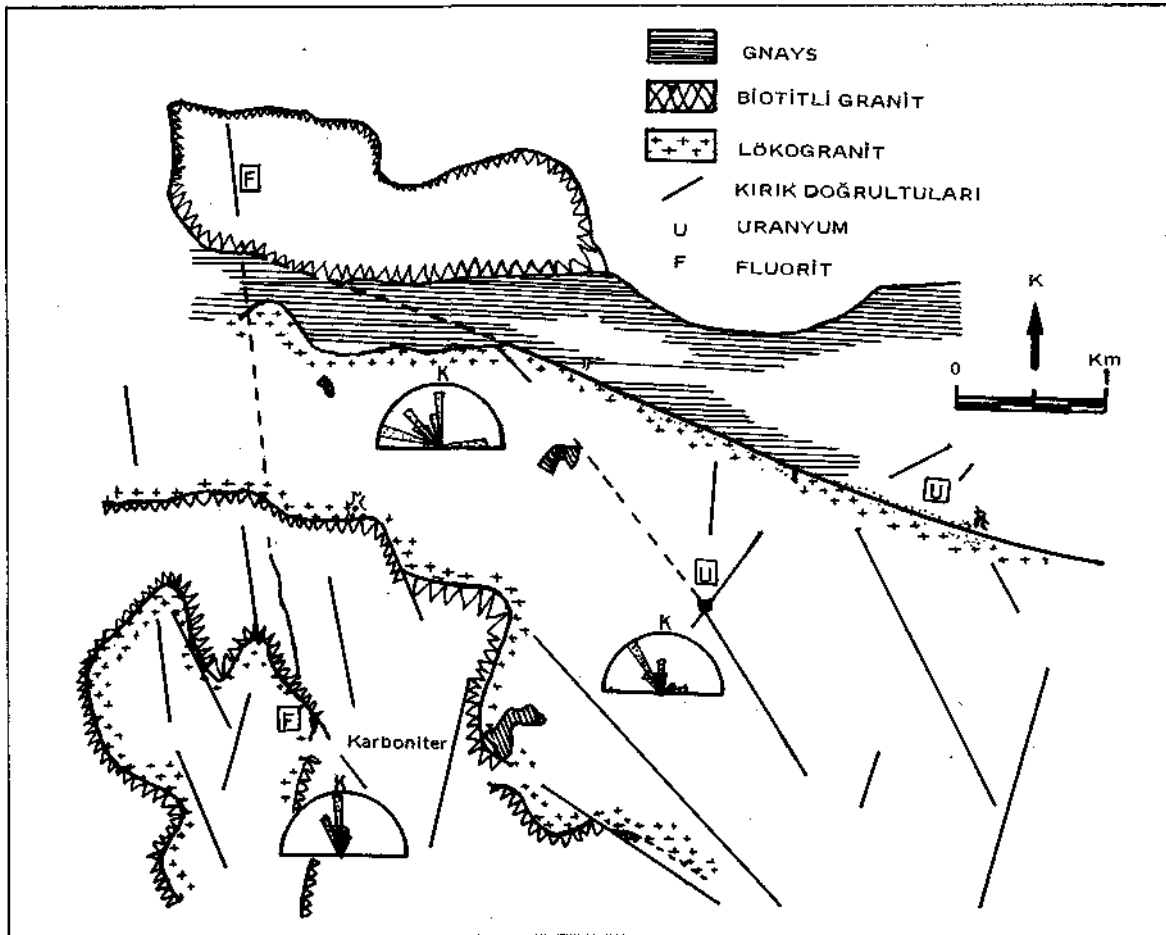 GNAYS
BİOTİTLİ GRANİT
LÖKOGRANİT
KIRIK DOĞRULTULARI
U URANYUM
F FLUORİT
F
K
0 Km
K
U
U
K
F
Karboniter
K